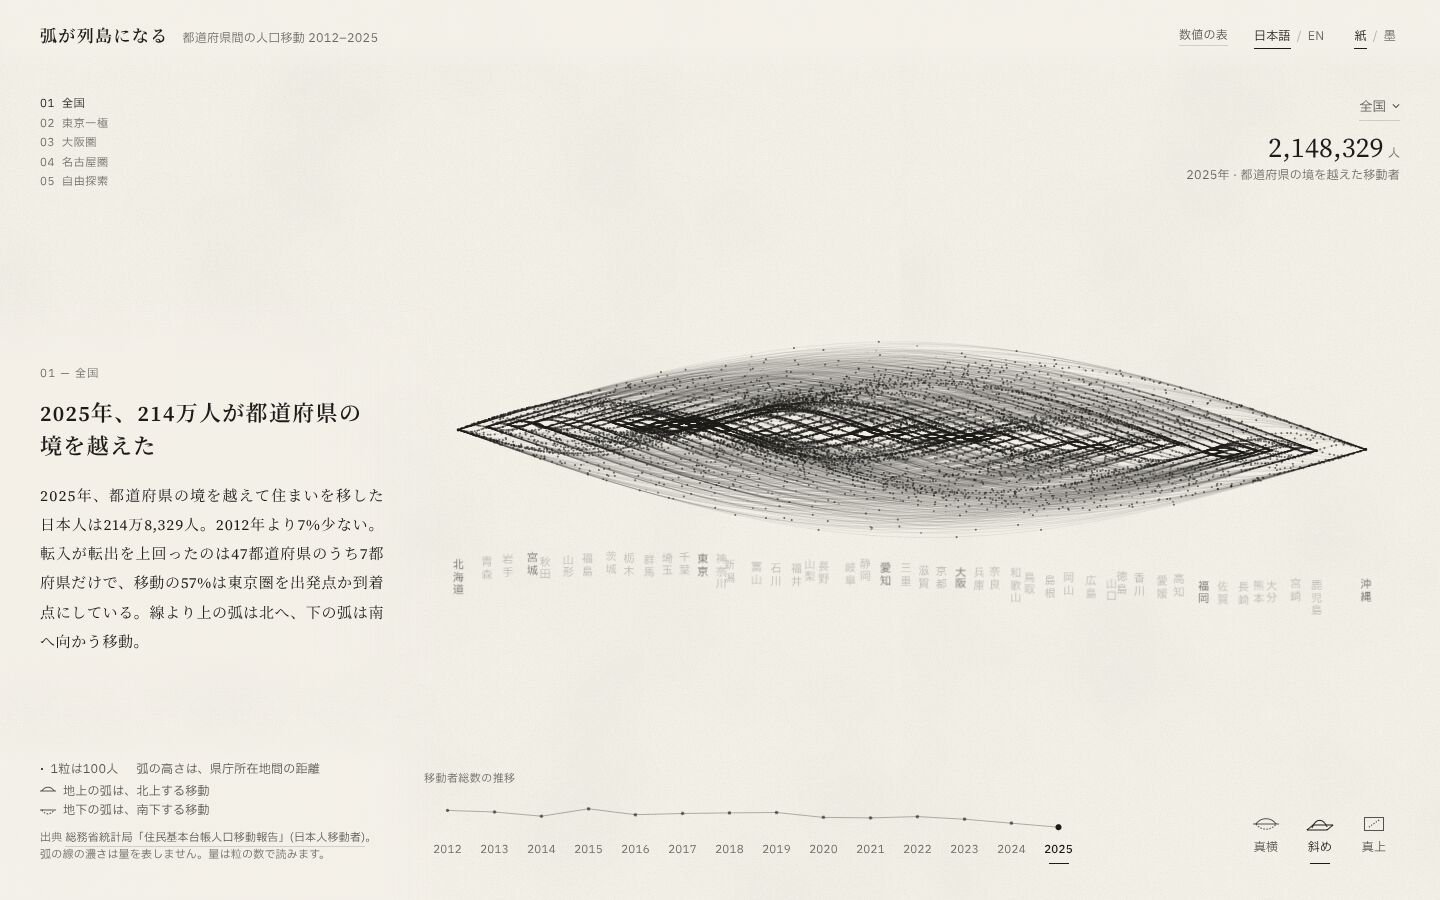 弧が列島になる 都道府県間の人口移動 2012–2025
数値の表 日本語 / EN 紙 / 墨
01 全国
02 東京一極
03 大阪圏
04 名古屋圏
05 自由探索
全国
2,148,329 人
2025年 · 都道府県の境を越えた移動者
01 — 全国
2025年、214万人が都道府県の
境を越えた
2025年、都道府県の境を越えて住まいを移した
日本人は214万8,329人。2012年より7%少ない。
転入が転出を上回ったのは47都道府県のうち7都
府県だけで、移動の57%は東京圏を出発点か到着
点にしている。線より上の弧は北へ、下の弧は南
へ向かう移動。
北海道
青森
岩手
宮城
秋田
山形
福島
茨城
栃木
群馬
埼玉
千葉
東京
神奈川
新潟
富山
石川
福井
山梨
長野
岐阜
静岡
愛知
三重
滋賀
京都
大阪
兵庫
奈良
和歌山
鳥取
島根
岡山
広島
山口
徳島
香川
愛媛
高知
福岡
佐賀
長崎
熊本
大分
宮崎
鹿児島
沖縄
· 1粒は100人 弧の高さは、県庁所在地間の距離
地上の弧は、北上する移動
地下の弧は、南下する移動
出典 総務省統計局「住民基本台帳人口移動報告」(日本人移動者)。
弧の線の濃さは量を表しません。量は粒の数で読みます。
移動者総数の推移
2012 2013 2014 2015 2016 2017 2018 2019 2020 2021 2022 2023 2024 2025
真横 斜め 真上